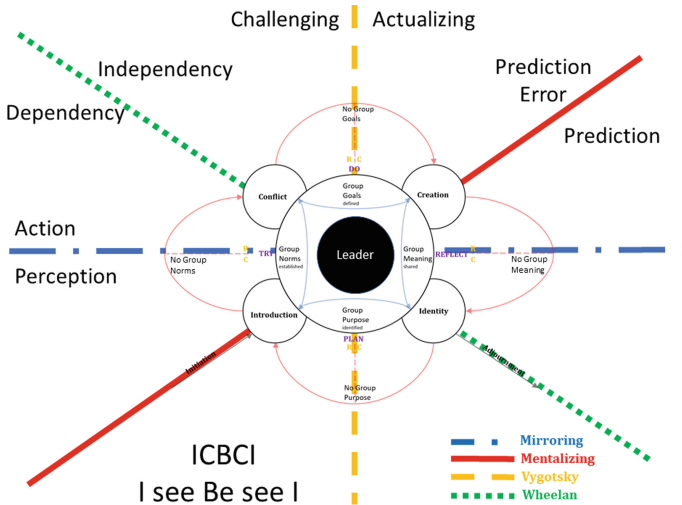 Challenging
Actualizing
Independency
Dependency
Prediction
Error
Prediction
No Group
Goals
R C
DO
Conflict
Group
Goals
defined
Creation
Action
Perception
R
C
TRY
No Group
Norms
Group
Norms
established
Leader
Group
Meaning
shared
REFLECT
R
C
No Group
Meaning
Introduction
Group
Purpose
identified
Identity
PLAN
R C
Initiation
Adjournment
No Group
Purpose
ICBCI
I see Be see I
Mirroring
Mentalizing
Vygotsky
Wheelan